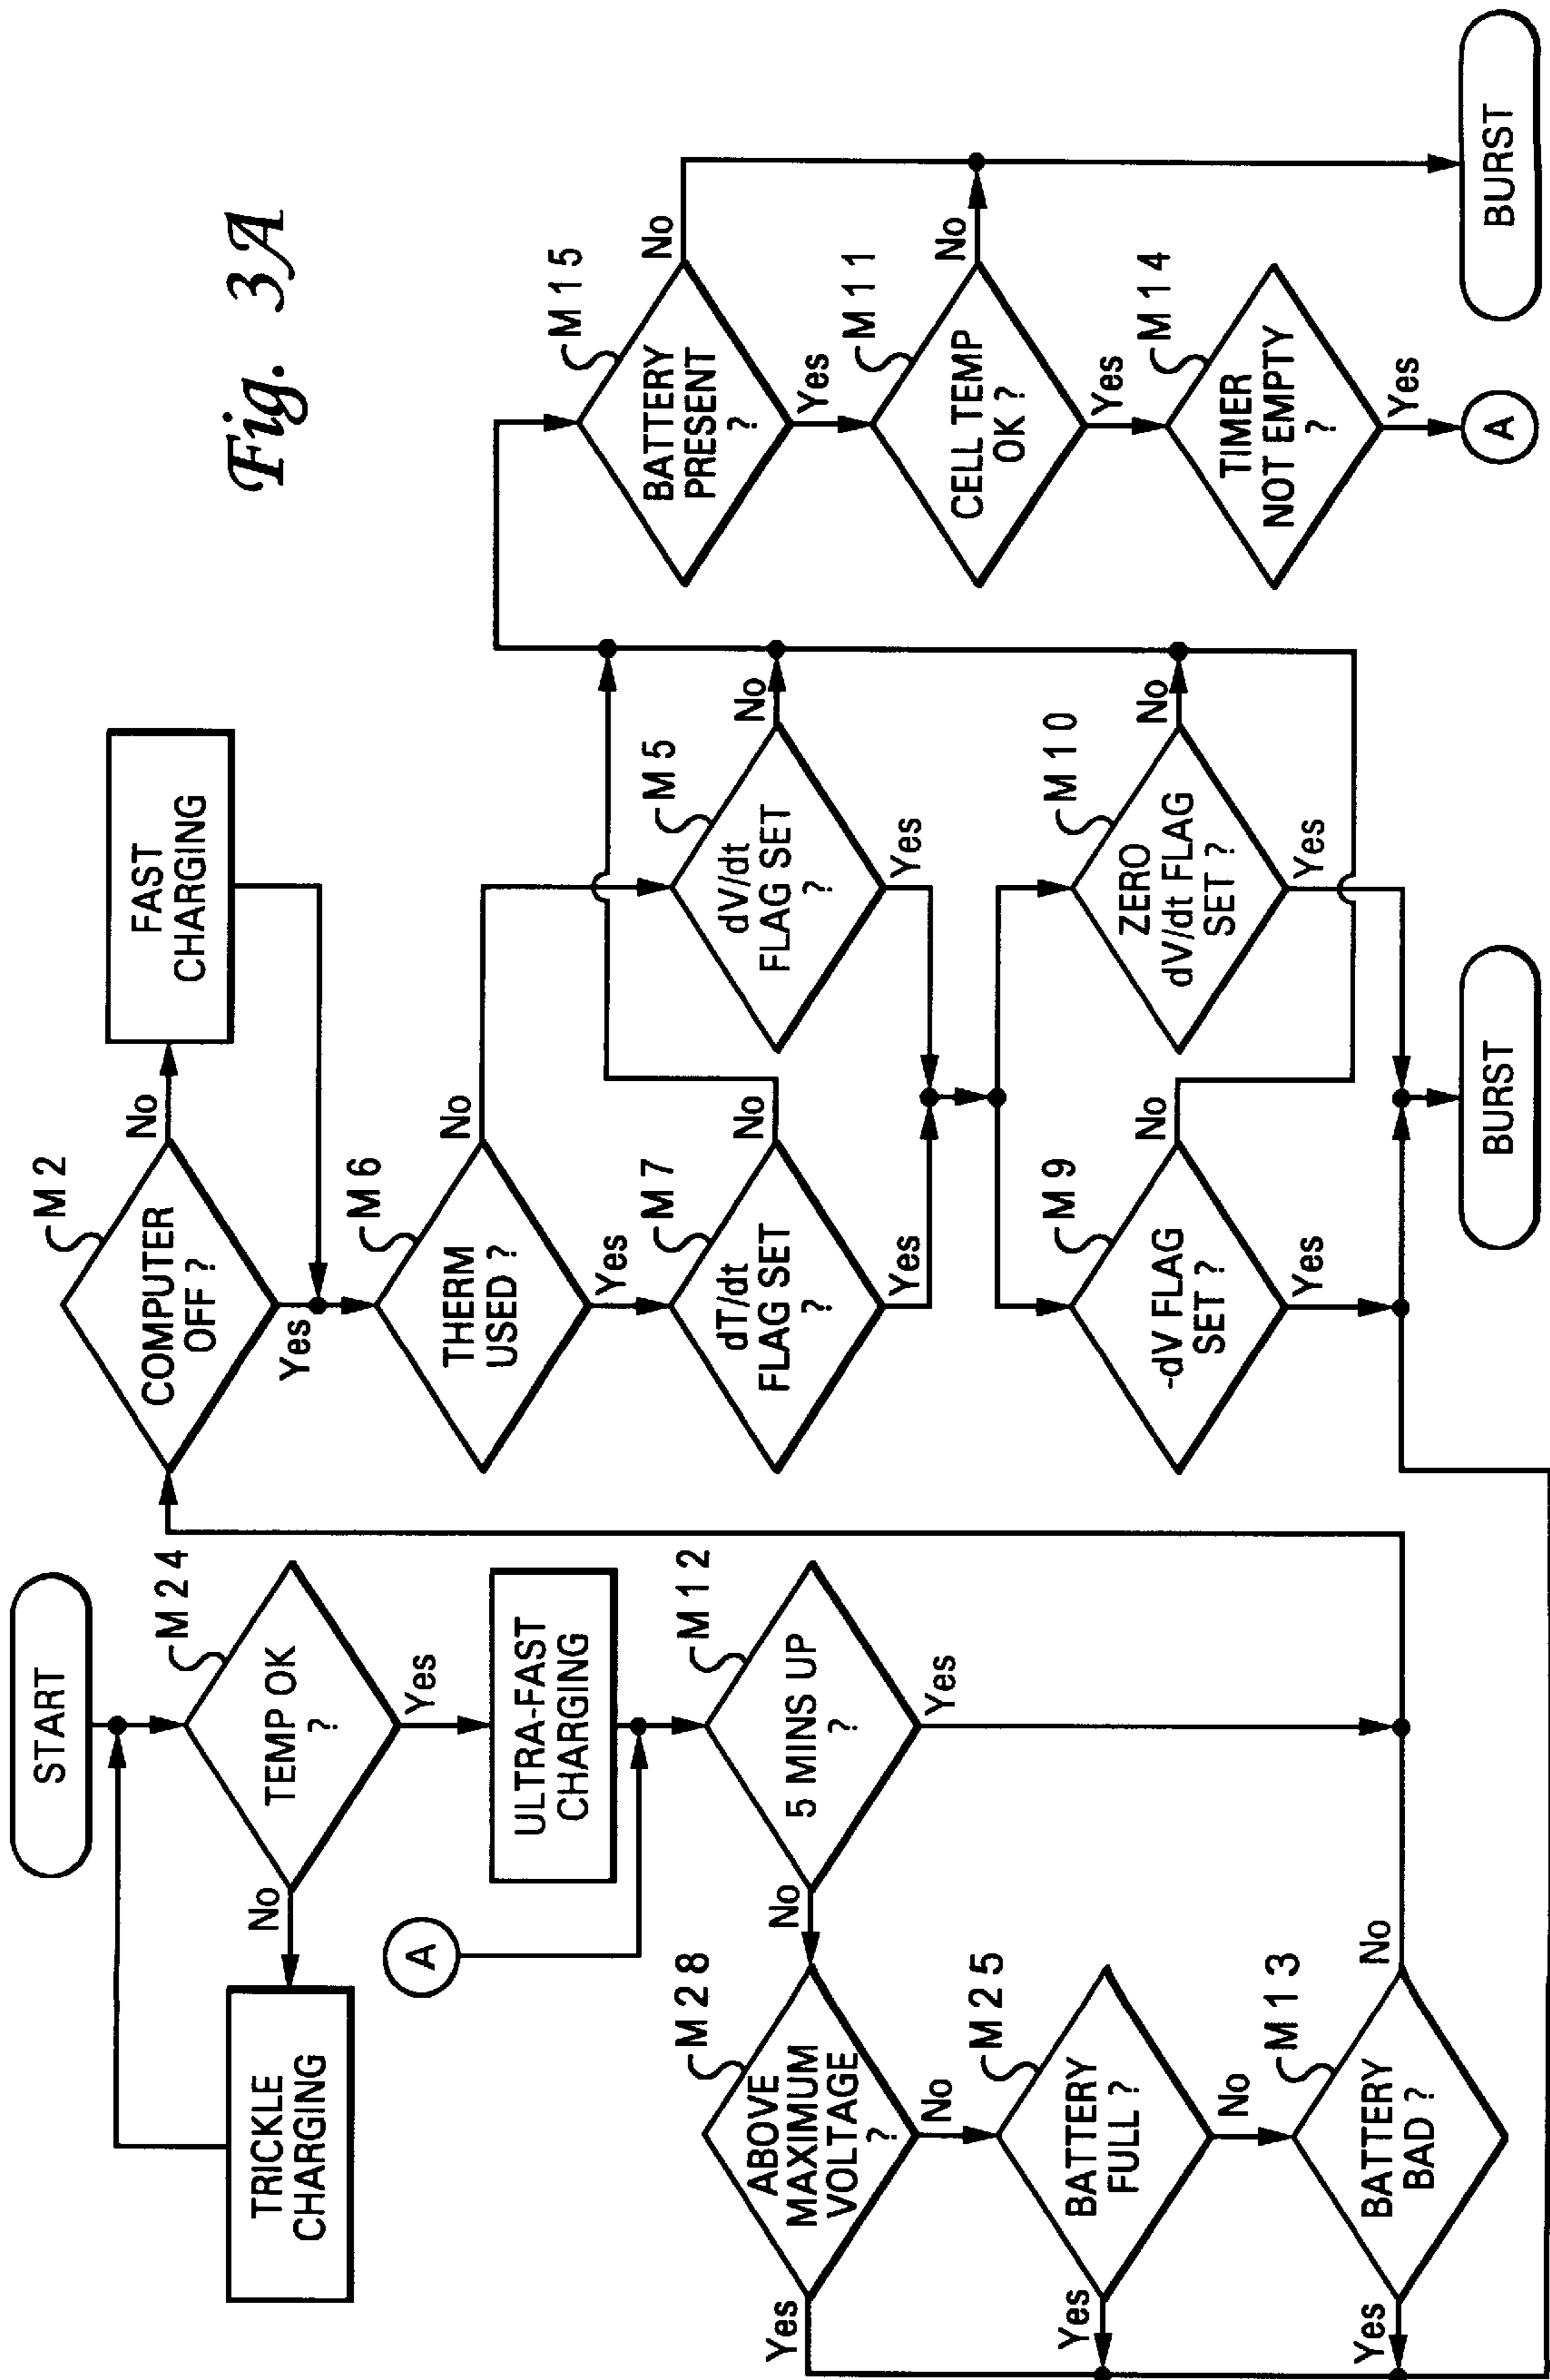 Fig. 3A
START
M24
TEMP OK
?
No
Yes
TRICKLE
CHARGING
ULTRA-FAST
CHARGING
A
M12
5 MINS UP
?
No
Yes
M28
ABOVE
MAXIMUM
VOLTAGE
?
Yes
No
M25
BATTERY
FULL ?
Yes
No
M13
BATTERY
BAD ?
Yes
No
M2
COMPUTER
OFF ?
No
Yes
FAST
CHARGING
M6
THERM
USED ?
No
Yes
M7
dT/dt
FLAG SET
?
No
Yes
M5
dV/dt
FLAG SET
?
No
Yes
M9
-dV FLAG
SET ?
No
Yes
M10
ZERO
dV/dt FLAG
SET ?
No
Yes
BURST
M15
BATTERY
PRESENT
?
No
Yes
M11
CELL TEMP
OK ?
No
Yes
M14
TIMER
NOT EMPTY
?
Yes
A
BURST